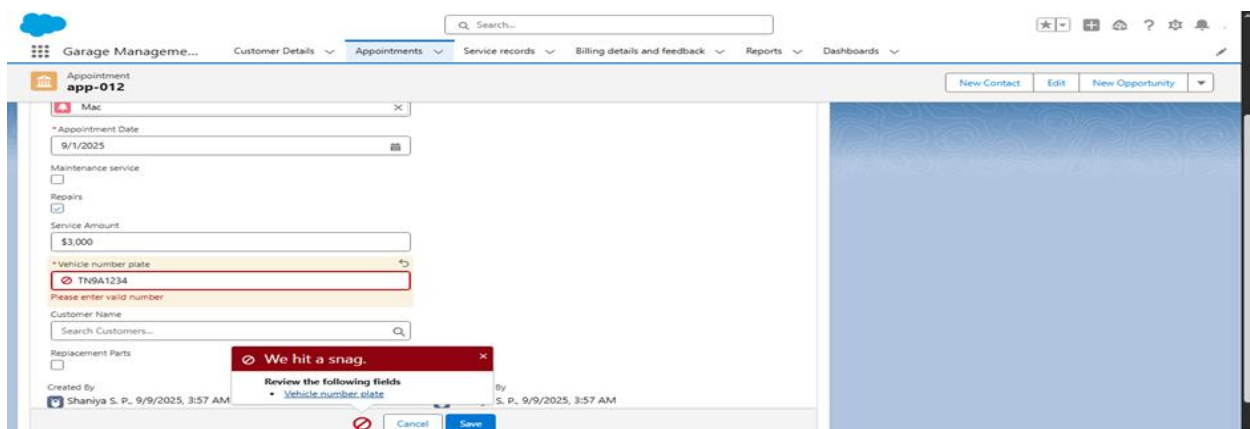 Search...
Garage Manageme... Customer Details Appointments Service records Billing details and feedback Reports Dashboards
Appointment
app-012
New Contact Edit New Opportunity
Mac
*Appointment Date
9/1/2025
Maintenance service
Repairs
Service Amount
$3,000
*Vehicle number plate
TN9A1234
Please enter valid number
Customer Name
Search Customers...
Replacement Parts
We hit a snag.
Review the following fields
• Vehicle number plate
Created By
By
Shaniya S. P., 9/9/2025, 3:57 AM
S. P., 9/9/2025, 3:57 AM
Cancel Save